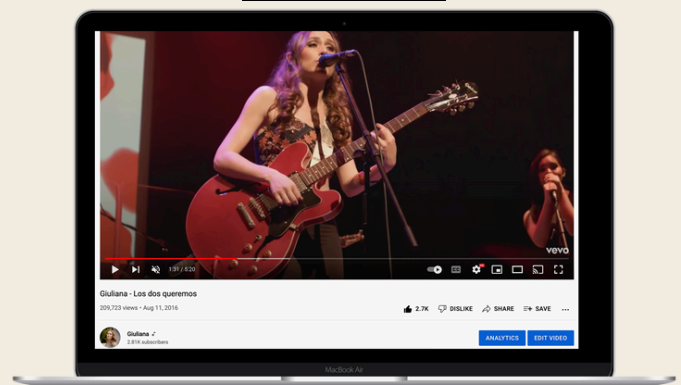 vevo
1:31 / 5:20
Giuliana - Los dos queremos
209,723 views • Aug 11, 2016
2.7K DISLIKE SHARE SAVE
Giuliana
2.81K subscribers
ANALYTICS EDIT VIDEO
MacBook Air